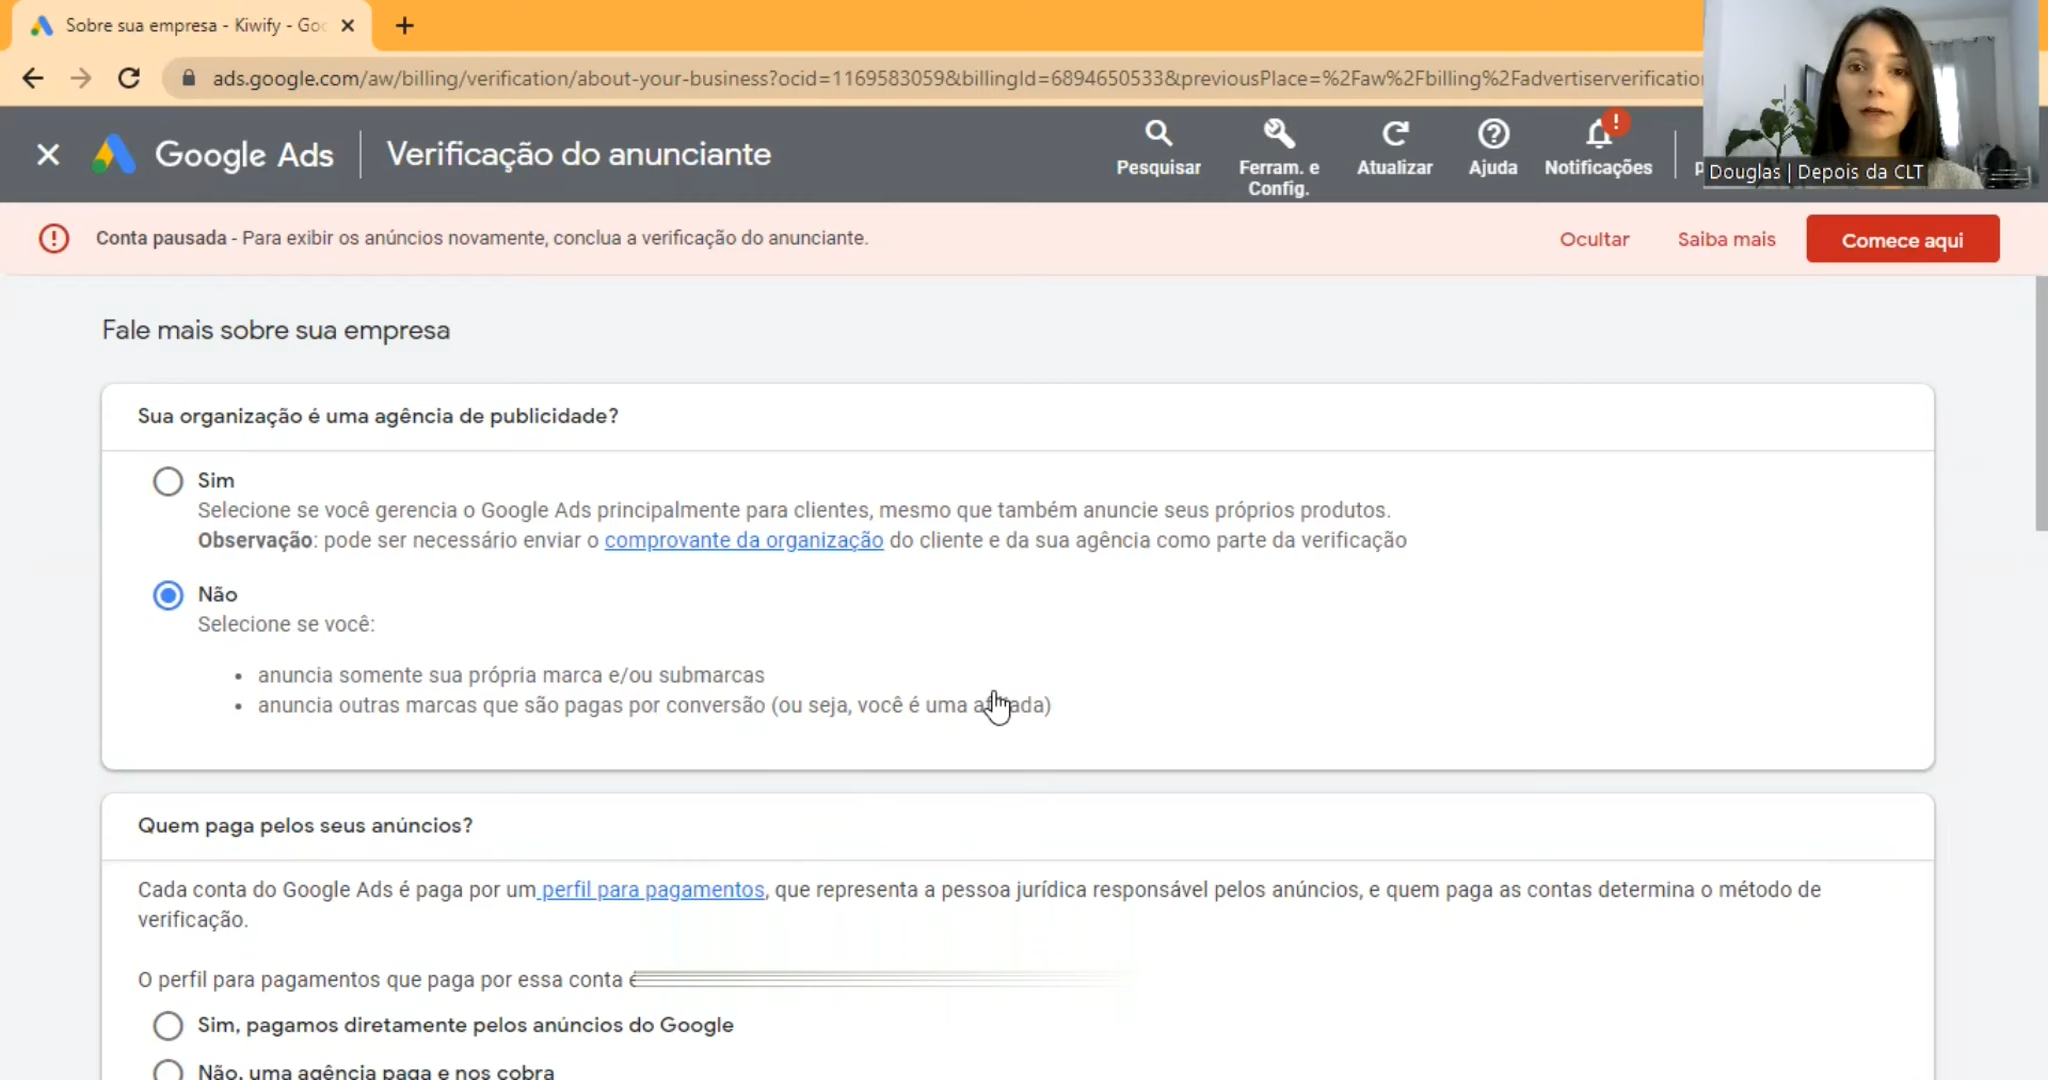 Sobre sua empresa - Kiwify - Goo
ads.google.com/aw/billing/verification/about-your-business?ocid=1169583059&billingId=6894650533&previousPlace=%2Faw%2Fbilling%2Fadvertiserverificatio
Google Ads
Verificação do anunciante
Pesquisar
Ferram. e
Config.
Atualizar
Ajuda
Notificações
Douglas | Depois da CLT
Conta pausada - Para exibir os anúncios novamente, conclua a verificação do anunciante.
Ocultar
Saiba mais
Comece aqui
Fale mais sobre sua empresa
Sua organização é uma agência de publicidade?
Sim
Selecione se você gerencia o Google Ads principalmente para clientes, mesmo que também anuncie seus próprios produtos.
Observação: pode ser necessário enviar o comprovante da organização do cliente e da sua agência como parte da verificação
Não
Selecione se você:
• anuncia somente sua própria marca e/ou submarcas
• anuncia outras marcas que são pagas por conversão (ou seja, você é uma afiliada)
Quem paga pelos seus anúncios?
Cada conta do Google Ads é paga por um perfil para pagamentos, que representa a pessoa jurídica responsável pelos anúncios, e quem paga as contas determina o método de
verificação.
O perfil para pagamentos que paga por essa conta é
Sim, pagamos diretamente pelos anúncios do Google
Não, uma agência paga e nos cobra